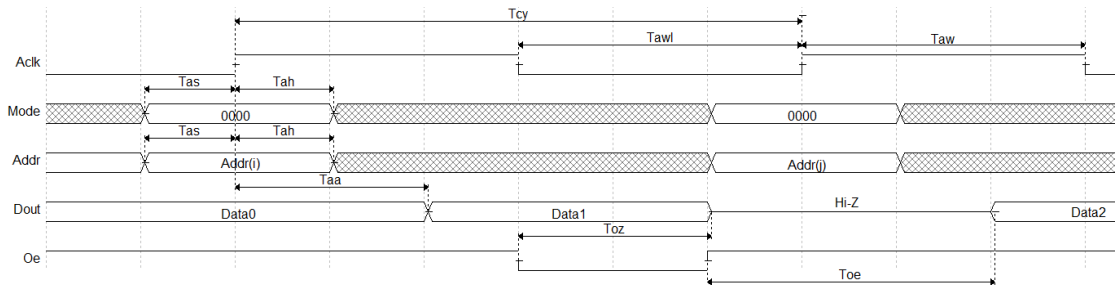 Tcy
Tawl Taw
Aclk
Tas Tah
Mode 0000 0000
Tas Tah
Addr Addr(i) Addr(j)
Taa
Dout Data0 Data1 Hi-Z Data2
Toz
Oe
Toe